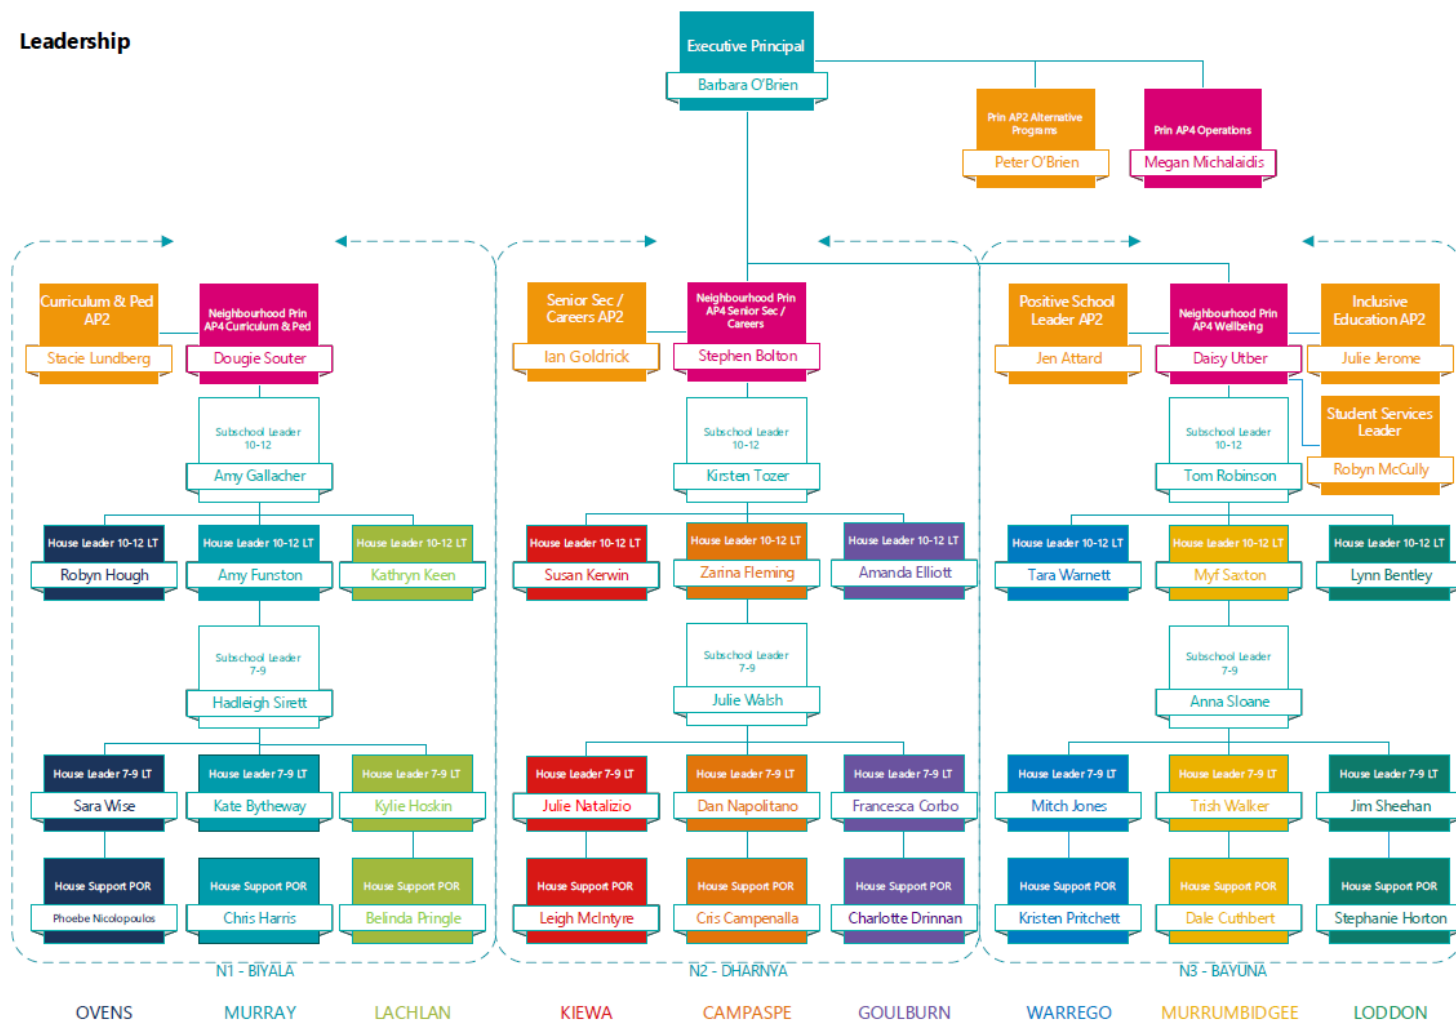 Leadership
Executive Principal
Barbara O'Brien
Prin AP2 Alternative
Programs
Peter O'Brien
Prin AP4 Operations
Megan Michalaidis
Curriculum & Ped
AP2
Stacie Lundberg
Neighbourhood Prin
AP4 Curriculum & Ped
Dougie Souter
Senior Sec /
Careers AP2
Ian Goldrick
Neighbourhood Prin
AP4 Senior Sec /
Careers
Stephen Bolton
Positive School
Leader AP2
Jen Attard
Neighbourhood Prin
AP4 Wellbeing
Daisy Utber
Inclusive
Education AP2
Julie Jerome
Student Services
Leader
Robyn McCully
Subschool Leader
10-12
Amy Gallacher
Subschool Leader
10-12
Kirsten Tozer
Subschool Leader
10-12
Tom Robinson
House Leader 10-12 LT
Robyn Hough
House Leader 10-12 LT
Amy Funston
House Leader 10-12 LT
Kathryn Keen
House Leader 10-12 LT
Susan Kerwin
House Leader 10-12 LT
Zarina Fleming
House Leader 10-12 LT
Amanda Elliott
House Leader 10-12 LT
Tara Warnett
House Leader 10-12 LT
Myf Saxton
House Leader 10-12 LT
Lynn Bentley
Subschool Leader
7-9
Hadleigh Sirett
Subschool Leader
7-9
Julie Walsh
Subschool Leader
7-9
Anna Sloane
House Leader 7-9 LT
Sara Wise
House Leader 7-9 LT
Kate Bytheway
House Leader 7-9 LT
Kylie Hoskin
House Leader 7-9 LT
Julie Natalizio
House Leader 7-9 LT
Dan Napolitano
House Leader 7-9 LT
Francesca Corbo
House Leader 7-9 LT
Mitch Jones
House Leader 7-9 LT
Trish Walker
House Leader 7-9 LT
Jim Sheehan
House Support POR
Phoebe Nicolopoulos
House Support POR
Chris Harris
House Support POR
Belinda Pringle
House Support POR
Leigh McIntyre
House Support POR
Cris Campenalla
House Support POR
Charlotte Drinnan
House Support POR
Kristen Pritchett
House Support POR
Dale Cuthbert
House Support POR
Stephanie Horton
N1 - BIYALA
N2 - DHARNYA
N3 - BAYUNA
OVENS
MURRAY
LACHLAN
KIEWA
CAMPASPE
GOULBURN
WARREGO
MURRUMBIDGEE
LODDON